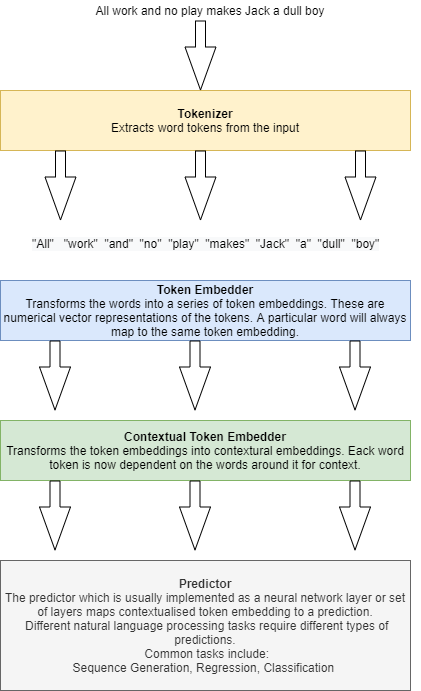 All work and no play makes Jack a dull boy
Tokenizer
Extracts word tokens from the input
"All" "work" "and" "no" "play" "makes" "Jack" "a" "dull" "boy"
Token Embedder
Transforms the words into a series of token embeddings. These are
numerical vector representations of the tokens. A particular word will always
map to the same token embedding.
Contextual Token Embedder
Transforms the token embeddings into contextural embeddings. Each word
token is now dependent on the words around it for context.
Predictor
The predictor which is usually implemented as a neural network layer or set
of layers maps contextualised token embedding to a prediction.
Different natural language processing tasks require different types of
predictions.
Common tasks include:
Sequence Generation, Regression, Classification